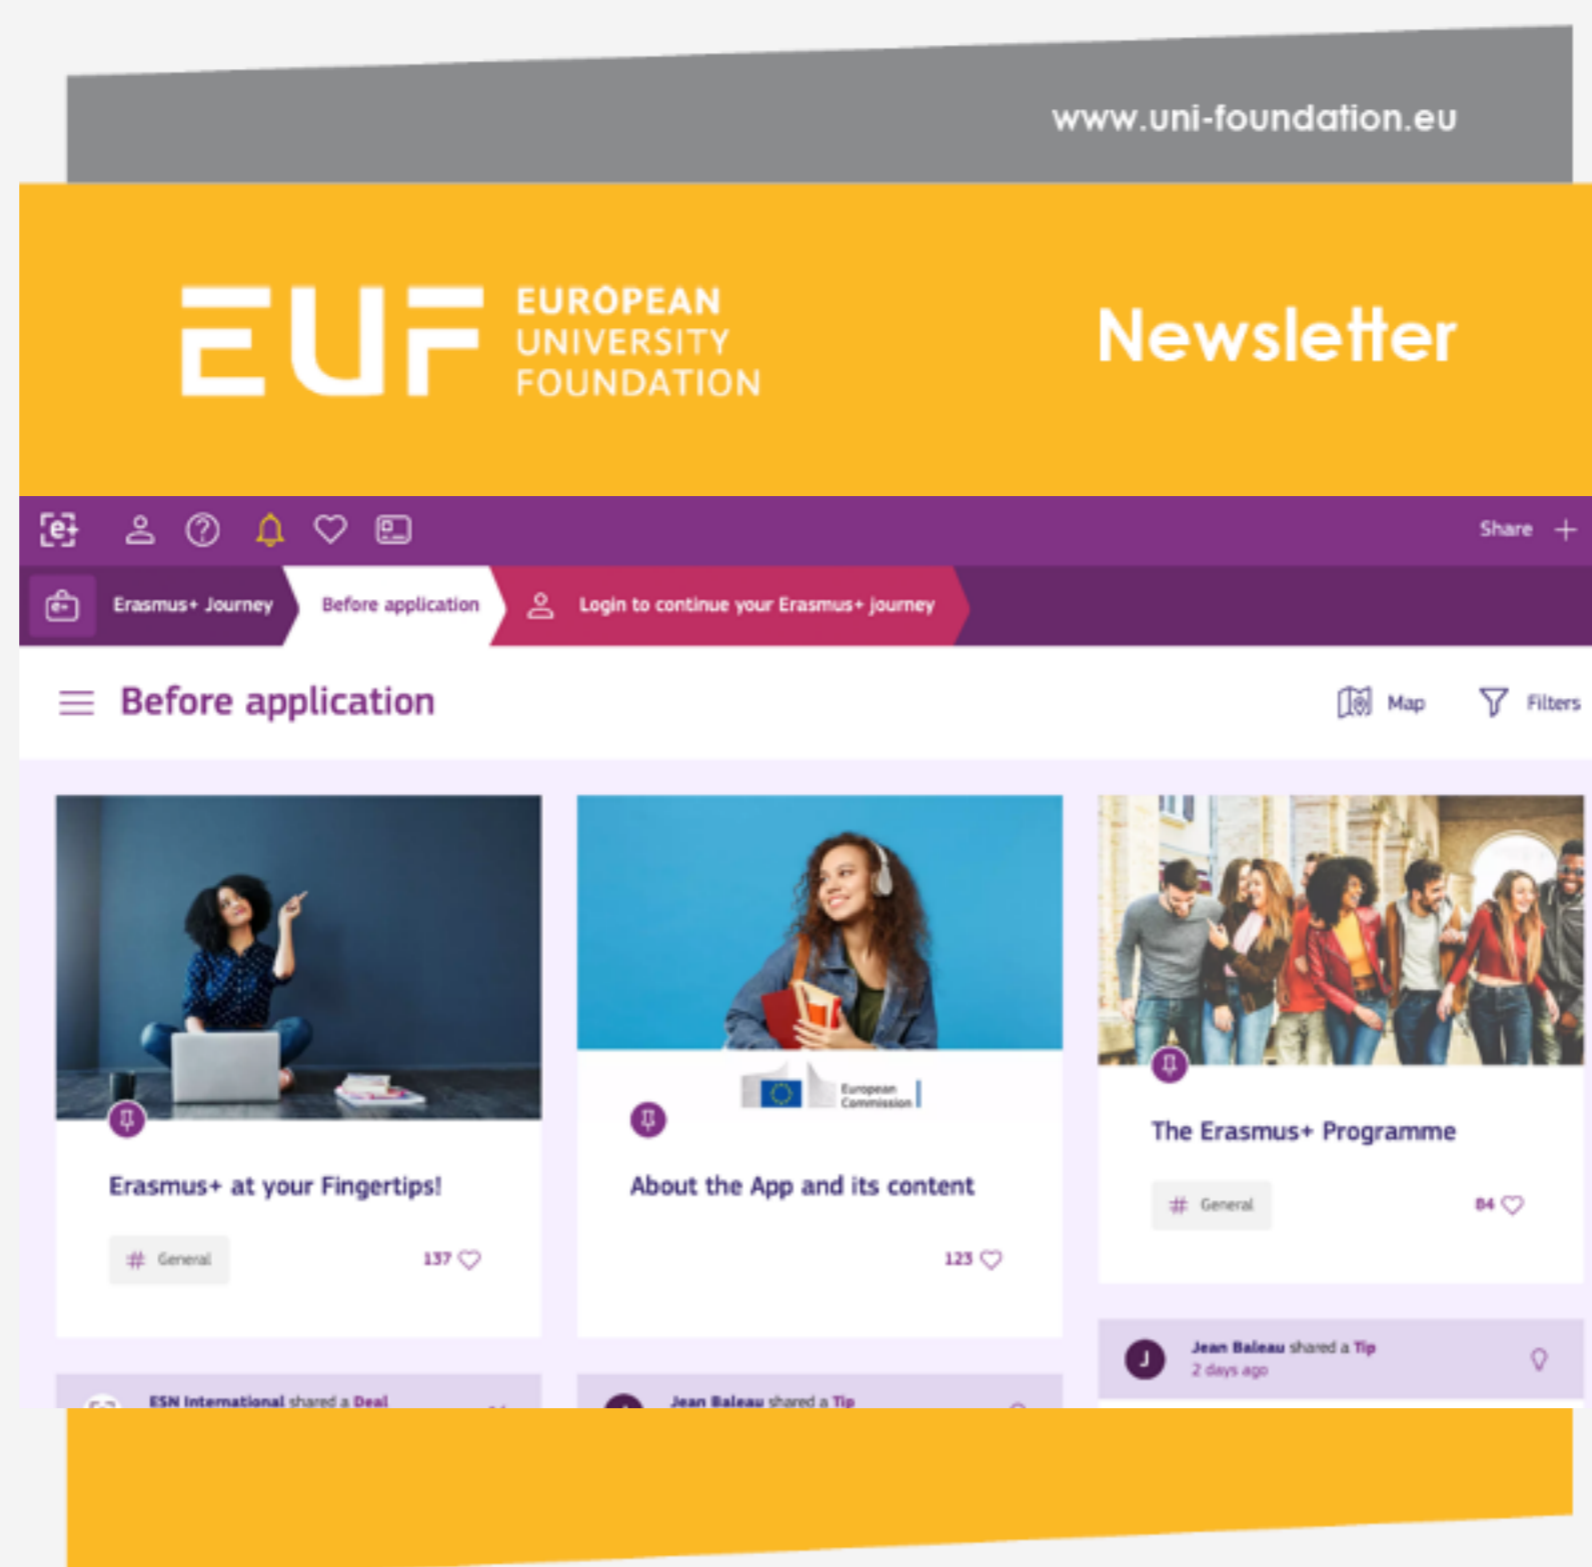 www.uni-foundation.eu
EUF
EUROPEAN
UNIVERSITY
FOUNDATION
Newsletter
e+
Share +
Erasmus+ Journey
Before application
Login to continue your Erasmus+ journey
Before application
Map
Filters
European
Commission
Erasmus+ at your Fingertips!
# General
137
About the App and its content
123
The Erasmus+ Programme
# General
84
J
Jean Baleau shared a Tip
2 days ago
ESN International shared a Deal
Jean Baleau shared a Tip